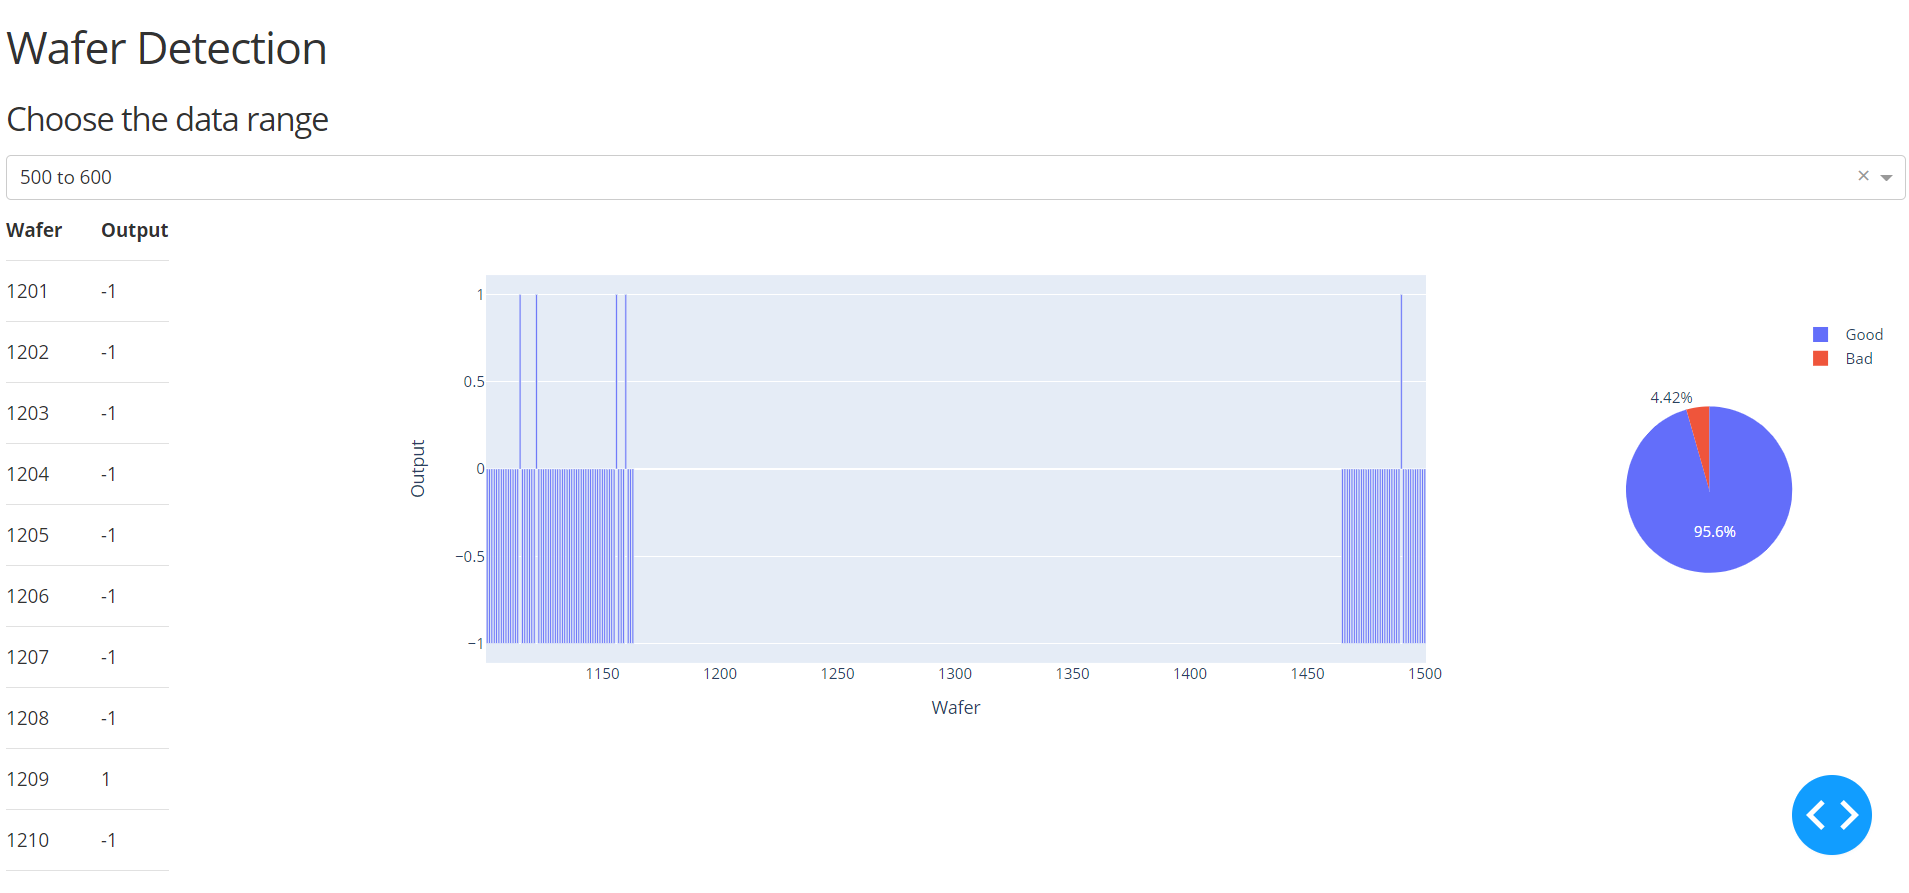 Wafer Detection
Choose the data range
500 to 600
Wafer Output
1201 -1
1202 -1
1203 -1
1204 -1
1205 -1
1206 -1
1207 -1
1208 -1
1209 1
1210 -1
1
0.5
0
−0.5
−1
Output
1150 1200 1250 1300 1350 1400 1450 1500
Wafer
Good
Bad
4.42%
95.6%